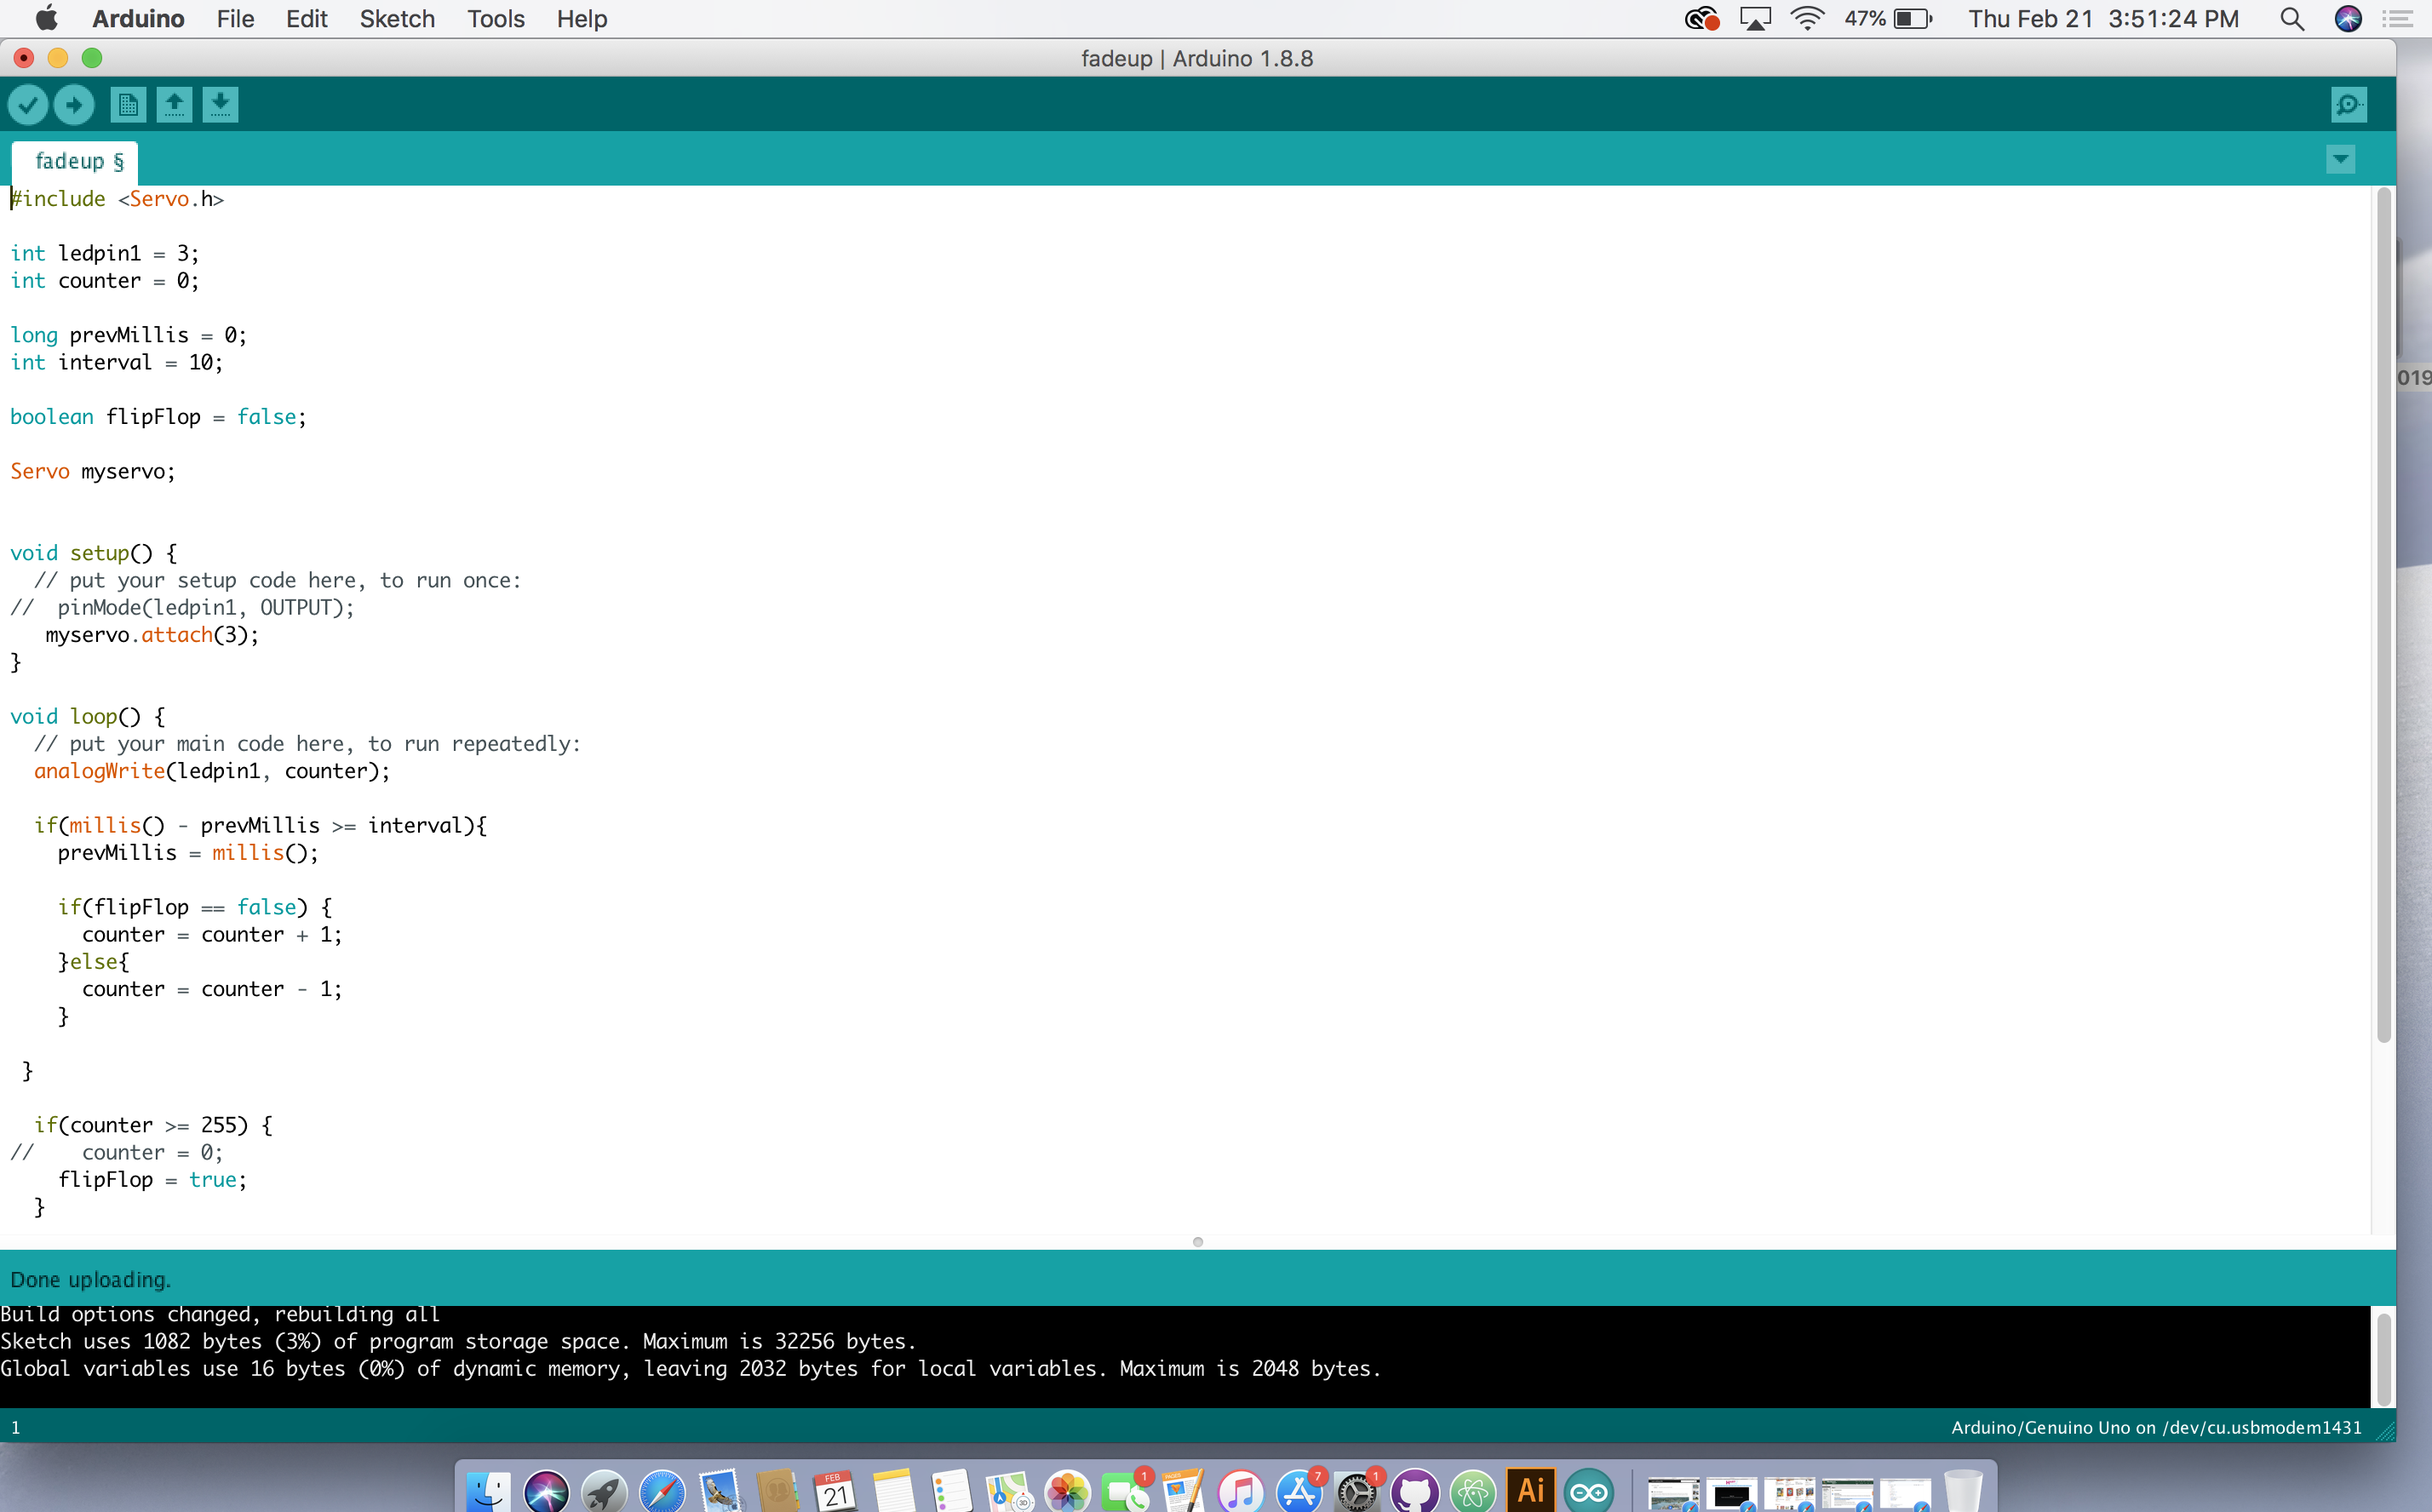 Arduino File Edit Sketch Tools Help 47% Thu Feb 21 3:51:24 PM
fadeup | Arduino 1.8.8
fadeup §
#include <Servo.h>
int ledpin1 = 3;
int counter = 0;
long prevMillis = 0;
int interval = 10;
019
boolean flipFlop = false;
Servo myservo;
void setup() {
  // put your setup code here, to run once:
//  pinMode(ledpin1, OUTPUT);
   myservo.attach(3);
}
void loop() {
  // put your main code here, to run repeatedly:
  analogWrite(ledpin1, counter);
  if(millis() - prevMillis >= interval){
    prevMillis = millis();
    if(flipFlop == false) {
      counter = counter + 1;
    }else{
      counter = counter - 1;
    }
 }
  if(counter >= 255) {
//    counter = 0;
    flipFlop = true;
  }
Done uploading.
Build options changed, rebuilding all
Sketch uses 1082 bytes (3%) of program storage space. Maximum is 32256 bytes.
Global variables use 16 bytes (0%) of dynamic memory, leaving 2032 bytes for local variables. Maximum is 2048 bytes.
1 Arduino/Genuino Uno on /dev/cu.usbmodem1431
FEB 21 3D 1 PAGES 7 1 Ai